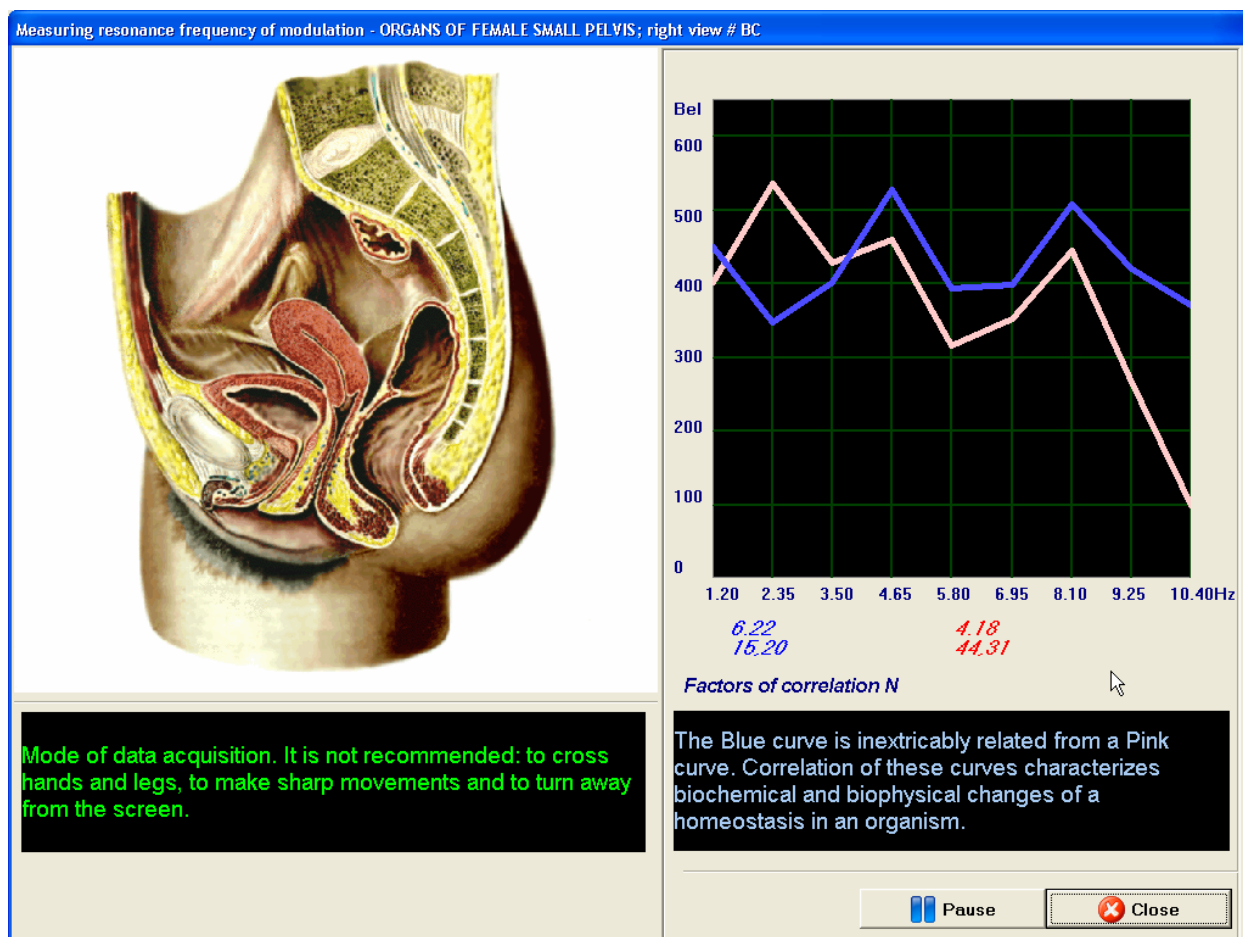 Measuring resonance frequency of modulation - ORGANS OF FEMALE SMALL PELVIS; right view # BC
Bel
600
500
400
300
200
100
0
1.20 2.35 3.50 4.65 5.80 6.95 8.10 9.25 10.40Hz
6.22 4.18
15,20 44,31
Factors of correlation N
Mode of data acquisition. It is not recommended: to cross
hands and legs, to make sharp movements and to turn away
from the screen.
The Blue curve is inextricably related from a Pink
curve. Correlation of these curves characterizes
biochemical and biophysical changes of a
homeostasis in an organism.
Pause Close